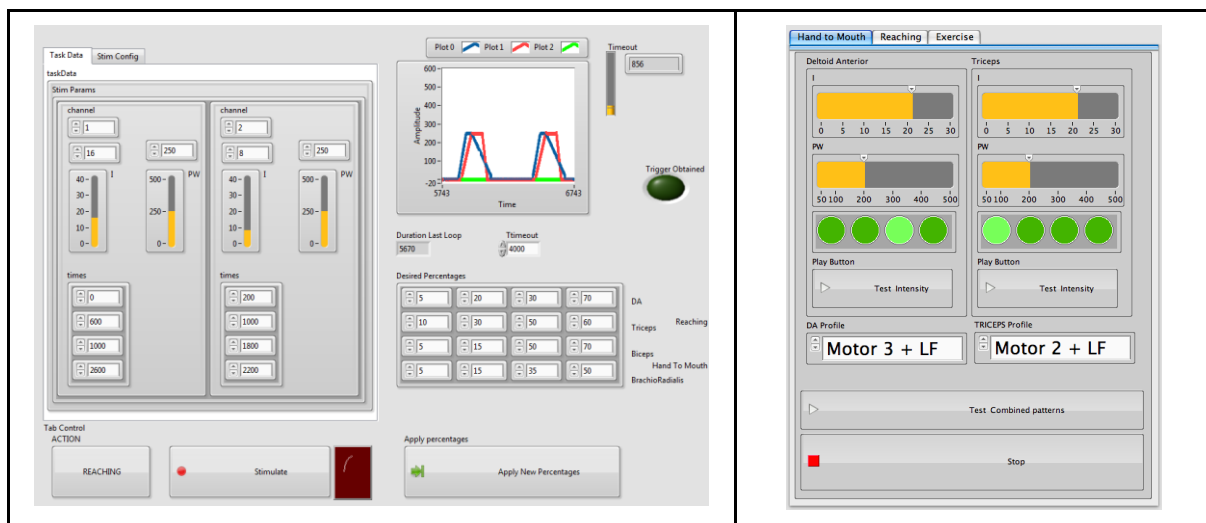 Task Data Stim Config
taskData
Stim Params
channel
1
16 250
I PW
40
30
20
10
0
500
250
0
times
0
600
1000
2600
channel
2
8 250
I PW
40
30
20
10
0
500
250
0
times
200
1000
1800
2200
Plot 0 Plot 1 Plot 2
Amplitude
600
500
400
300
200
100
-20
5743 6743
Time
Timeout
856
Trigger Obtained
Duration Last Loop
5670
Ttimeout
4000
Desired Percentages
5 20 30 70 DA
10 30 50 60 Triceps
Reaching
5 15 50 70 Biceps
Hand To Mouth
5 15 35 50 BrachioRadialis
Tab Control
ACTION
REACHING
Stimulate
Apply percentages
Apply New Percentages
Hand to Mouth Reaching Exercise
Deltoid Anterior
I
0 5 10 15 20 25 30
PW
50 100 200 300 400 500
Play Button
Test Intensity
DA Profile
Motor 3 + LF
Triceps
I
0 5 10 15 20 25 30
PW
50 100 200 300 400 500
Play Button
Test Intensity
TRICEPS Profile
Motor 2 + LF
Test Combined patterns
Stop